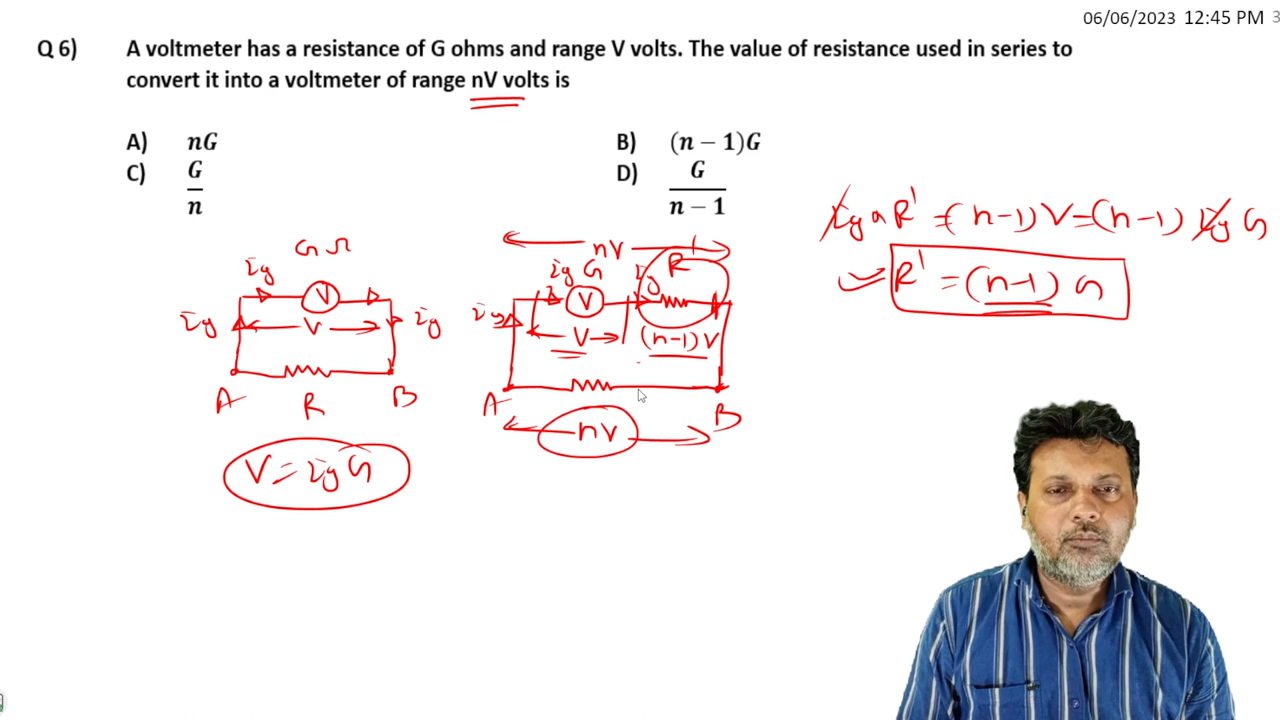 06/06/2023 12:45 PM 3
Q 6) A voltmeter has a resistance of G ohms and range V volts. The value of resistance used in series to
convert it into a voltmeter of range nV volts is
A) nG B) (n − 1)G
C) G/n D) G/(n − 1)
G Ω
Ig
V
Ig V Ig
A R B
V = Ig G
nV
Ig G Ig R'
V
Ig V (n-1) V
A B
nV
Ig R' = (n-1) V = (n-1) Ig G
R' = (n-1) G